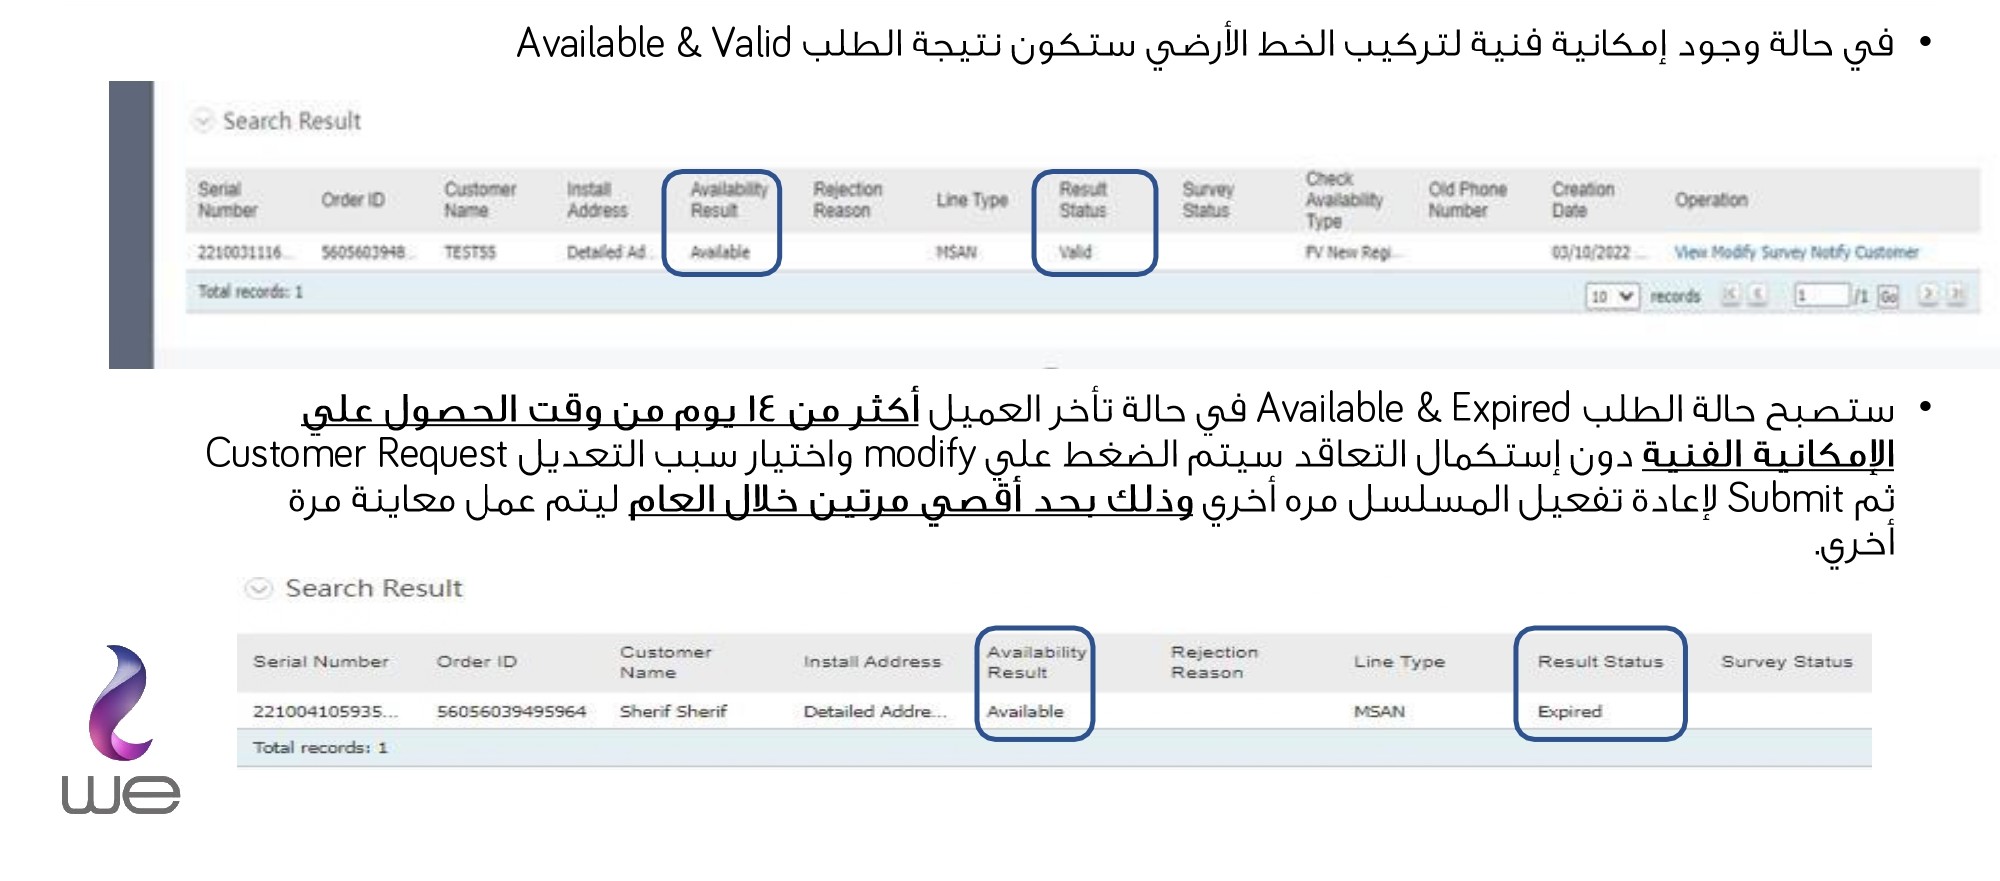 • في حالة وجود إمكانية فنية لتركيب الخط الأرضي ستكون نتيجة الطلب Available & Valid
Search Result
Serial Number Order ID Customer Name Install Address Availability Result Rejection Reason Line Type Result Status Survey Status Check Availability Type Old Phone Number Creation Date Operation
2210031116... 5605603948... TEST55 Detailed Ad... Available MSAN Valid FV New Regi... 03/10/2022 ... View Modify Survey Notify Customer
Total records: 1 10 records 1 /1 Go
• ستصبح حالة الطلب Available & Expired في حالة تأخر العميل أكثر من ١٤ يوم من وقت الحصول علي
الإمكانية الفنية دون إستكمال التعاقد سيتم الضغط علي modify واختيار سبب التعديل Customer Request
ثم Submit لإعادة تفعيل المسلسل مره أخري وذلك بحد أقصي مرتين خلال العام ليتم عمل معاينة مرة
أخري.
Search Result
Serial Number Order ID Customer Name Install Address Availability Result Rejection Reason Line Type Result Status Survey Status
221004105935... 56056039495964 Sherif Sherif Detailed Addre... Available MSAN Expired
Total records: 1
we